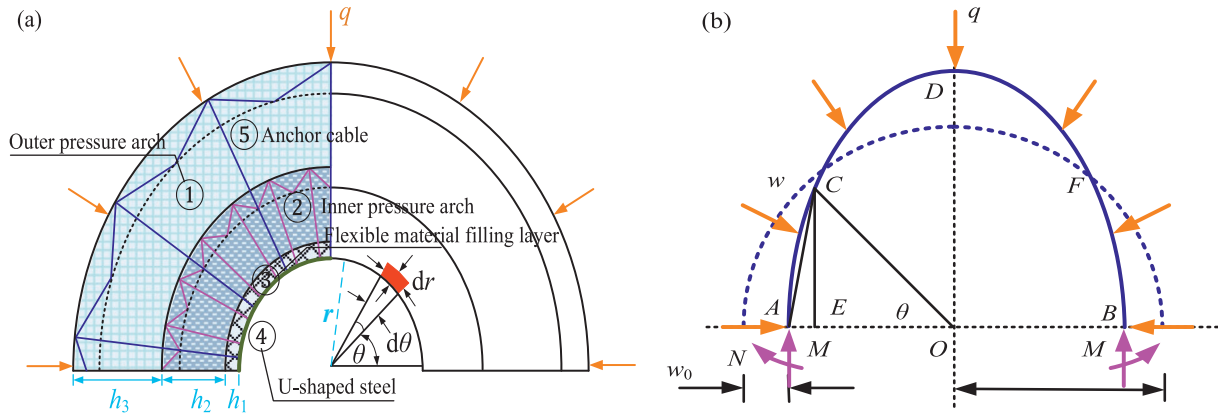 (a)
q
Outer pressure arch
⑤ Anchor cable
①
② Inner pressure arch
Flexible material filling layer
③
dr
r
④
θ
dθ
U-shaped steel
h₃
h₂
h₁
(b)
q
D
w
C
F
A
E
θ
B
N
M
O
M
w₀